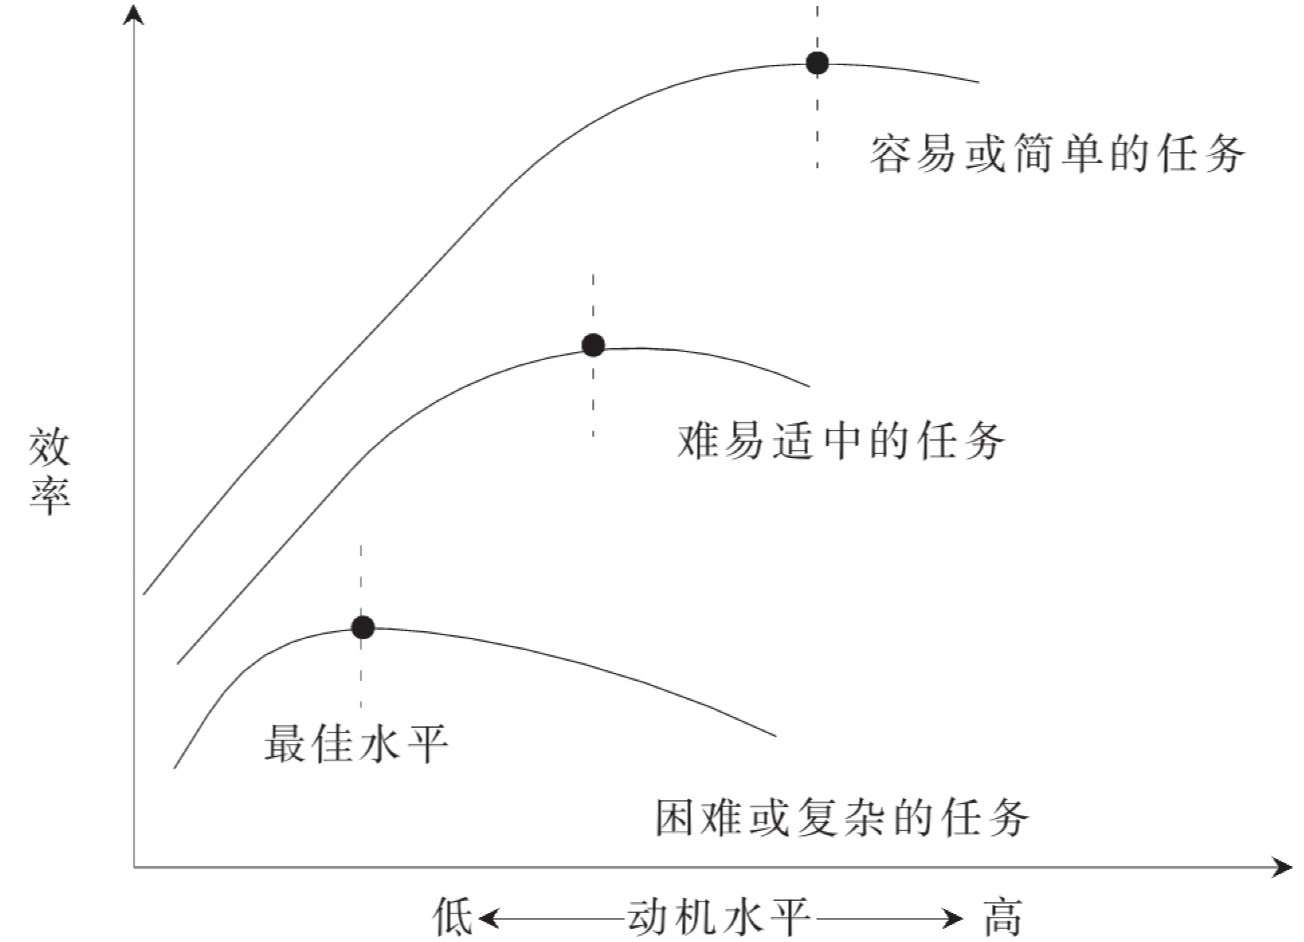 容易或简单的任务
难易适中的任务
效率
最佳水平
困难或复杂的任务
低 动机水平 高